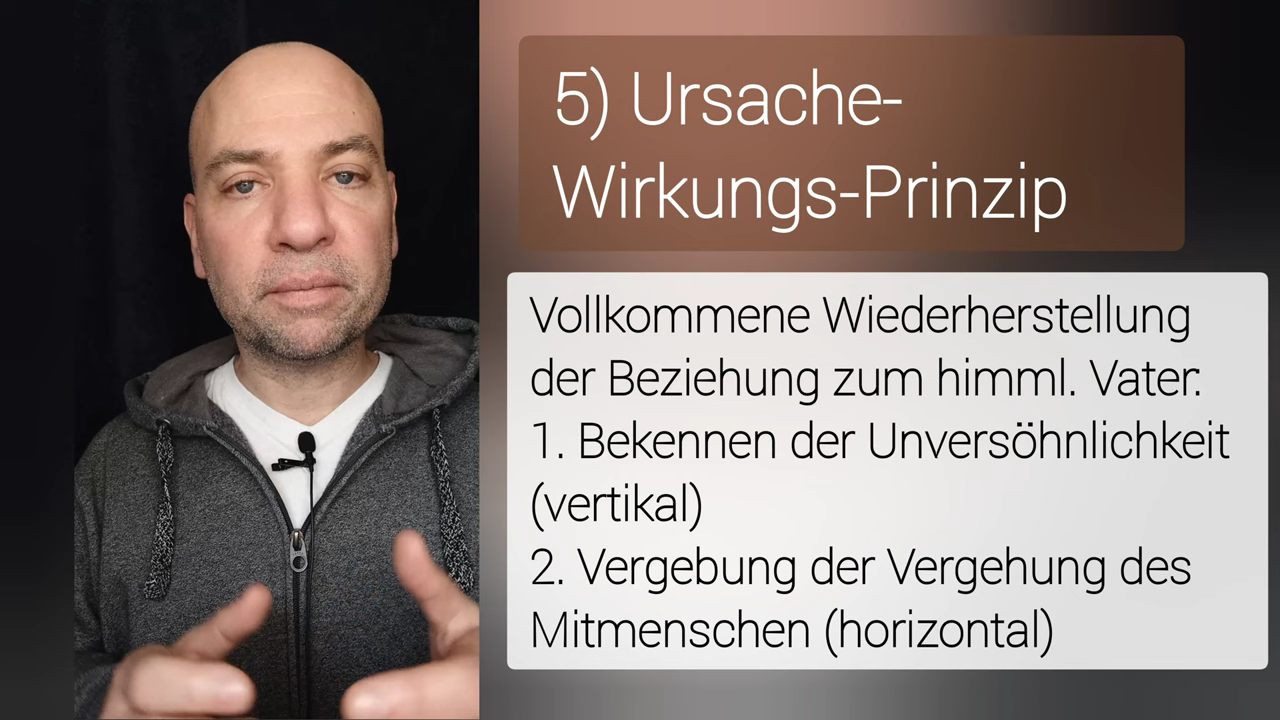 5) Ursache-
Wirkungs-Prinzip
Vollkommene Wiederherstellung
der Beziehung zum himml. Vater:
1. Bekennen der Unversöhnlichkeit
(vertikal)
2. Vergebung der Vergehung des
Mitmenschen (horizontal)